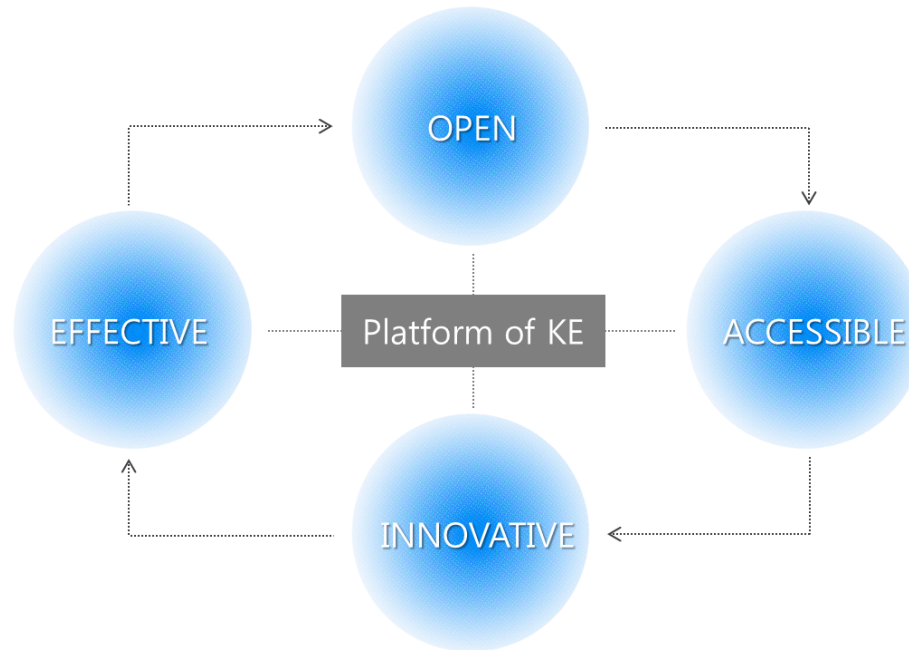 OPEN
EFFECTIVE
Platform of KE
ACCESSIBLE
INNOVATIVE